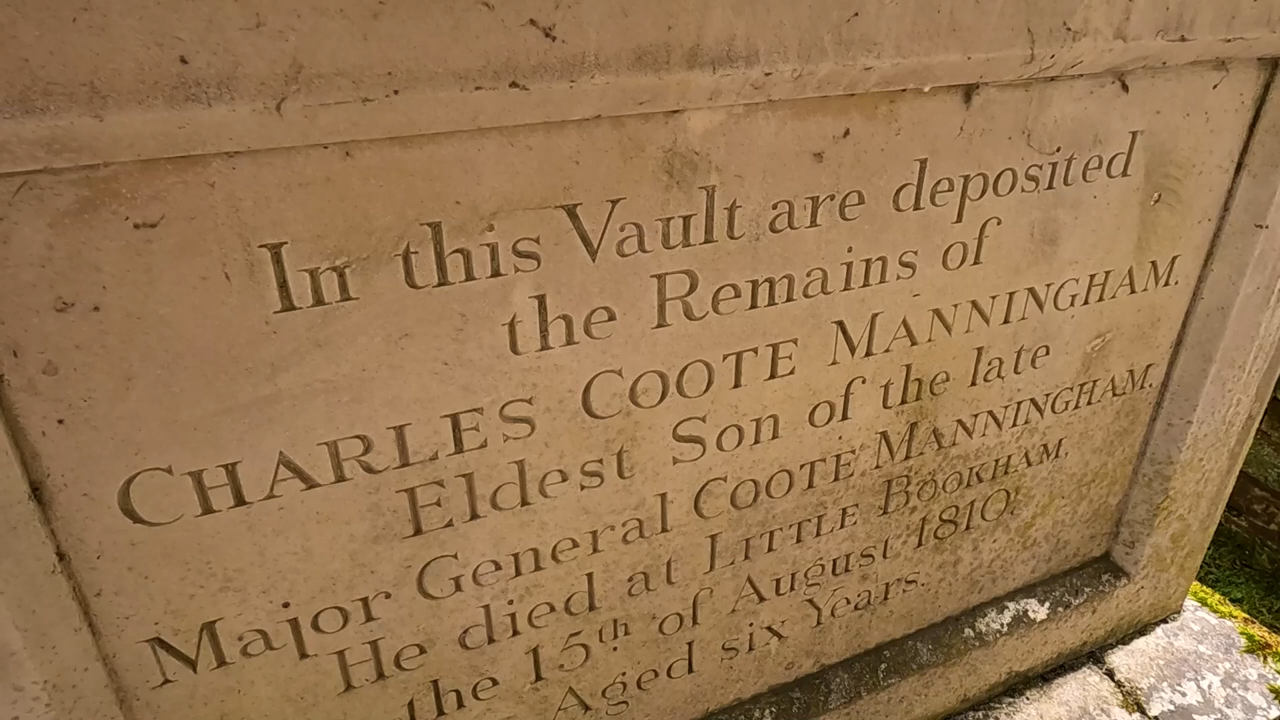 In this Vault are deposited
the Remains of
CHARLES COOTE MANNINGHAM.
Eldest Son of the late
Major General COOTE MANNINGHAM.
He died at LITTLE BOOKHAM,
the 15th of August 1810.
Aged six Years.